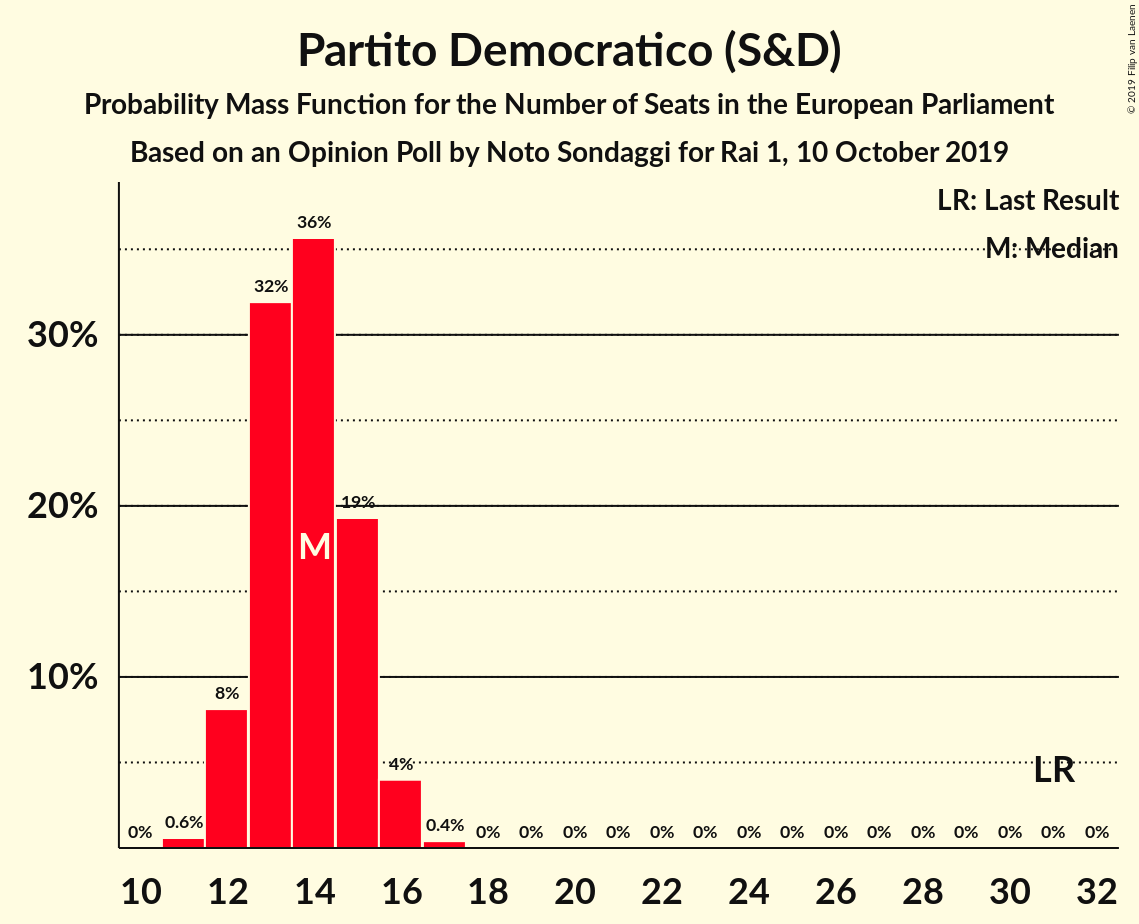 Partito Democratico (S&D)
Probability Mass Function for the Number of Seats in the European Parliament
Based on an Opinion Poll by Noto Sondaggi for Rai 1, 10 October 2019
© 2019 Filip van Laenen
LR: Last Result
M: Median
36%
32%
30%
20%
19%
M
10%
8%
4%
LR
0% 0.6% 0.4% 0% 0% 0% 0% 0% 0% 0% 0% 0% 0% 0% 0% 0% 0% 0%
10 12 14 16 18 20 22 24 26 28 30 32